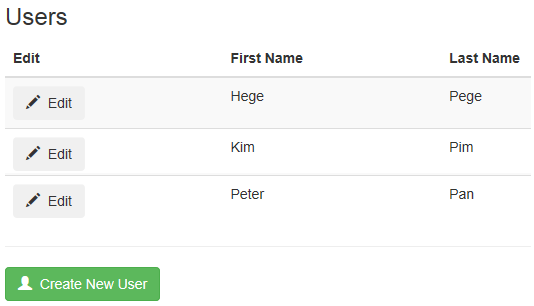 Users
Edit First Name Last Name
Edit Hege Pege
Edit Kim Pim
Edit Peter Pan
Create New User